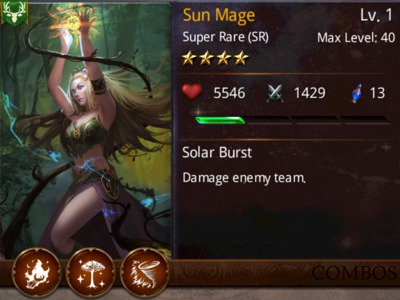 Sun Mage
Lv. 1
Super Rare (SR)
Max Level: 40
5546
1429
13
Solar Burst
Damage enemy team.
COMBOS